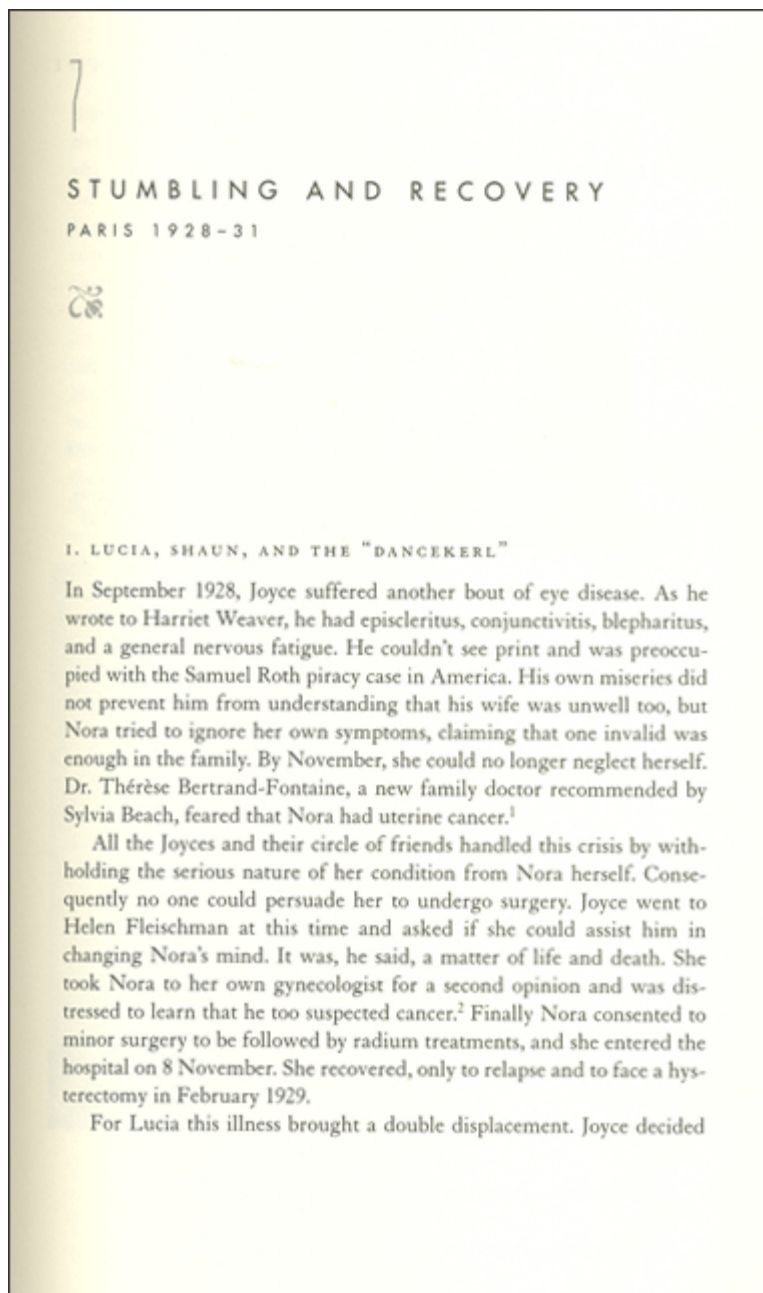 7
STUMBLING AND RECOVERY
PARIS 1928–31
I. LUCIA, SHAUN, AND THE "DANCEKERL"
In September 1928, Joyce suffered another bout of eye disease. As he
wrote to Harriet Weaver, he had episcleritus, conjunctivitis, blepharitus,
and a general nervous fatigue. He couldn't see print and was preoccu-
pied with the Samuel Roth piracy case in America. His own miseries did
not prevent him from understanding that his wife was unwell too, but
Nora tried to ignore her own symptoms, claiming that one invalid was
enough in the family. By November, she could no longer neglect herself.
Dr. Thérèse Bertrand-Fontaine, a new family doctor recommended by
Sylvia Beach, feared that Nora had uterine cancer.¹
All the Joyces and their circle of friends handled this crisis by with-
holding the serious nature of her condition from Nora herself. Conse-
quently no one could persuade her to undergo surgery. Joyce went to
Helen Fleischman at this time and asked if she could assist him in
changing Nora's mind. It was, he said, a matter of life and death. She
took Nora to her own gynecologist for a second opinion and was dis-
tressed to learn that he too suspected cancer.² Finally Nora consented to
minor surgery to be followed by radium treatments, and she entered the
hospital on 8 November. She recovered, only to relapse and to face a hys-
terectomy in February 1929.
For Lucia this illness brought a double displacement. Joyce decided